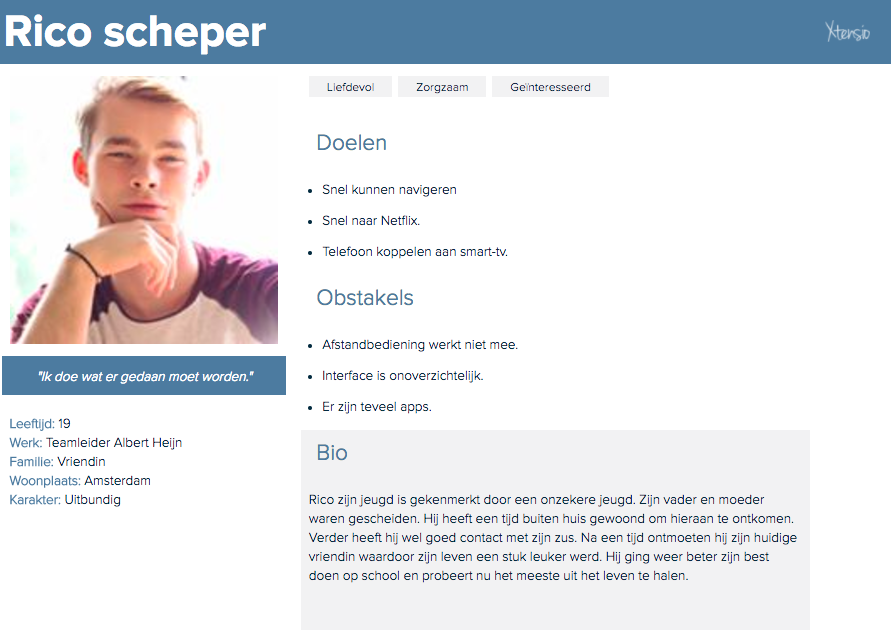 Rico scheper
Xtensio
Liefdevol
Zorgzaam
Geïnteresseerd
Doelen
Snel kunnen navigeren
Snel naar Netflix.
Telefoon koppelen aan smart-tv.
Obstakels
Afstandbediening werkt niet mee.
Interface is onoverzichtelijk.
Er zijn teveel apps.
"Ik doe wat er gedaan moet worden."
Leeftijd: 19
Werk: Teamleider Albert Heijn
Familie: Vriendin
Woonplaats: Amsterdam
Karakter: Uitbundig
Bio
Rico zijn jeugd is gekenmerkt door een onzekere jeugd. Zijn vader en moeder
waren gescheiden. Hij heeft een tijd buiten huis gewoond om hieraan te ontkomen.
Verder heeft hij wel goed contact met zijn zus. Na een tijd ontmoeten hij zijn huidige
vriendin waardoor zijn leven een stuk leuker werd. Hij ging weer beter zijn best
doen op school en probeert nu het meeste uit het leven te halen.